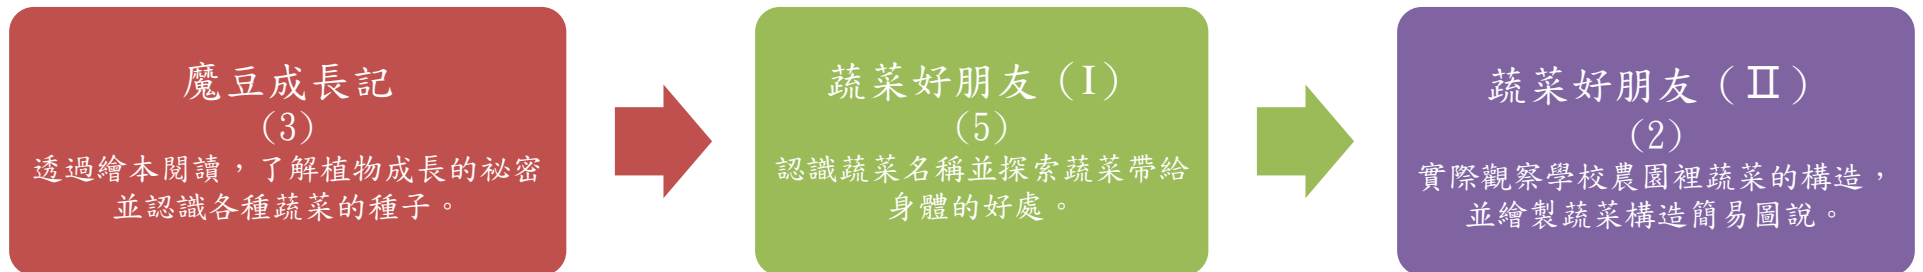 魔豆成長記
（3）
透過繪本閱讀，了解植物成長的祕密
並認識各種蔬菜的種子。
蔬菜好朋友（I）
（5）
認識蔬菜名稱並探索蔬菜帶給
身體的好處。
蔬菜好朋友（Ⅱ）
（2）
實際觀察學校農園裡蔬菜的構造，
並繪製蔬菜構造簡易圖說。